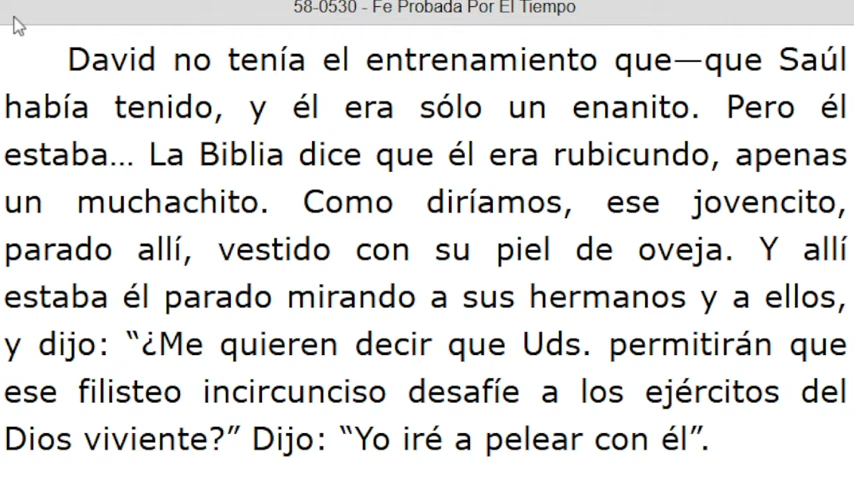 58-0530 - Fe Probada Por El Tiempo
David no tenía el entrenamiento que—que Saúl
había tenido, y él era sólo un enanito. Pero él
estaba... La Biblia dice que él era rubicundo, apenas
un muchachito. Como diríamos, ese jovencito,
parado allí, vestido con su piel de oveja. Y allí
estaba él parado mirando a sus hermanos y a ellos,
y dijo: “¿Me quieren decir que Uds. permitirán que
ese filisteo incircunciso desafíe a los ejércitos del
Dios viviente?” Dijo: “Yo iré a pelear con él”.